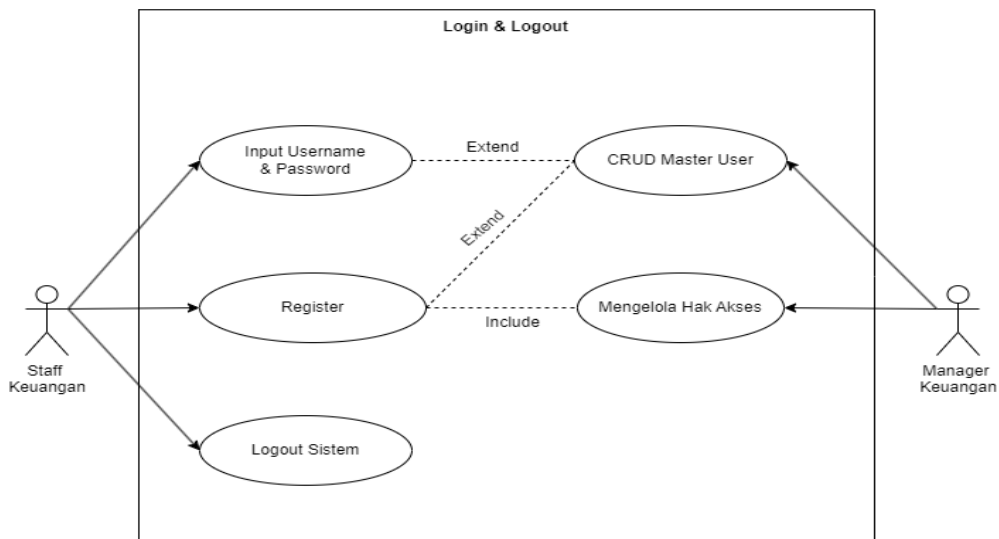 Login & Logout
Input Username
& Password
Extend
CRUD Master User
Extend
Register
Include
Mengelola Hak Akses
Staff
Keuangan
Manager
Keuangan
Logout Sistem